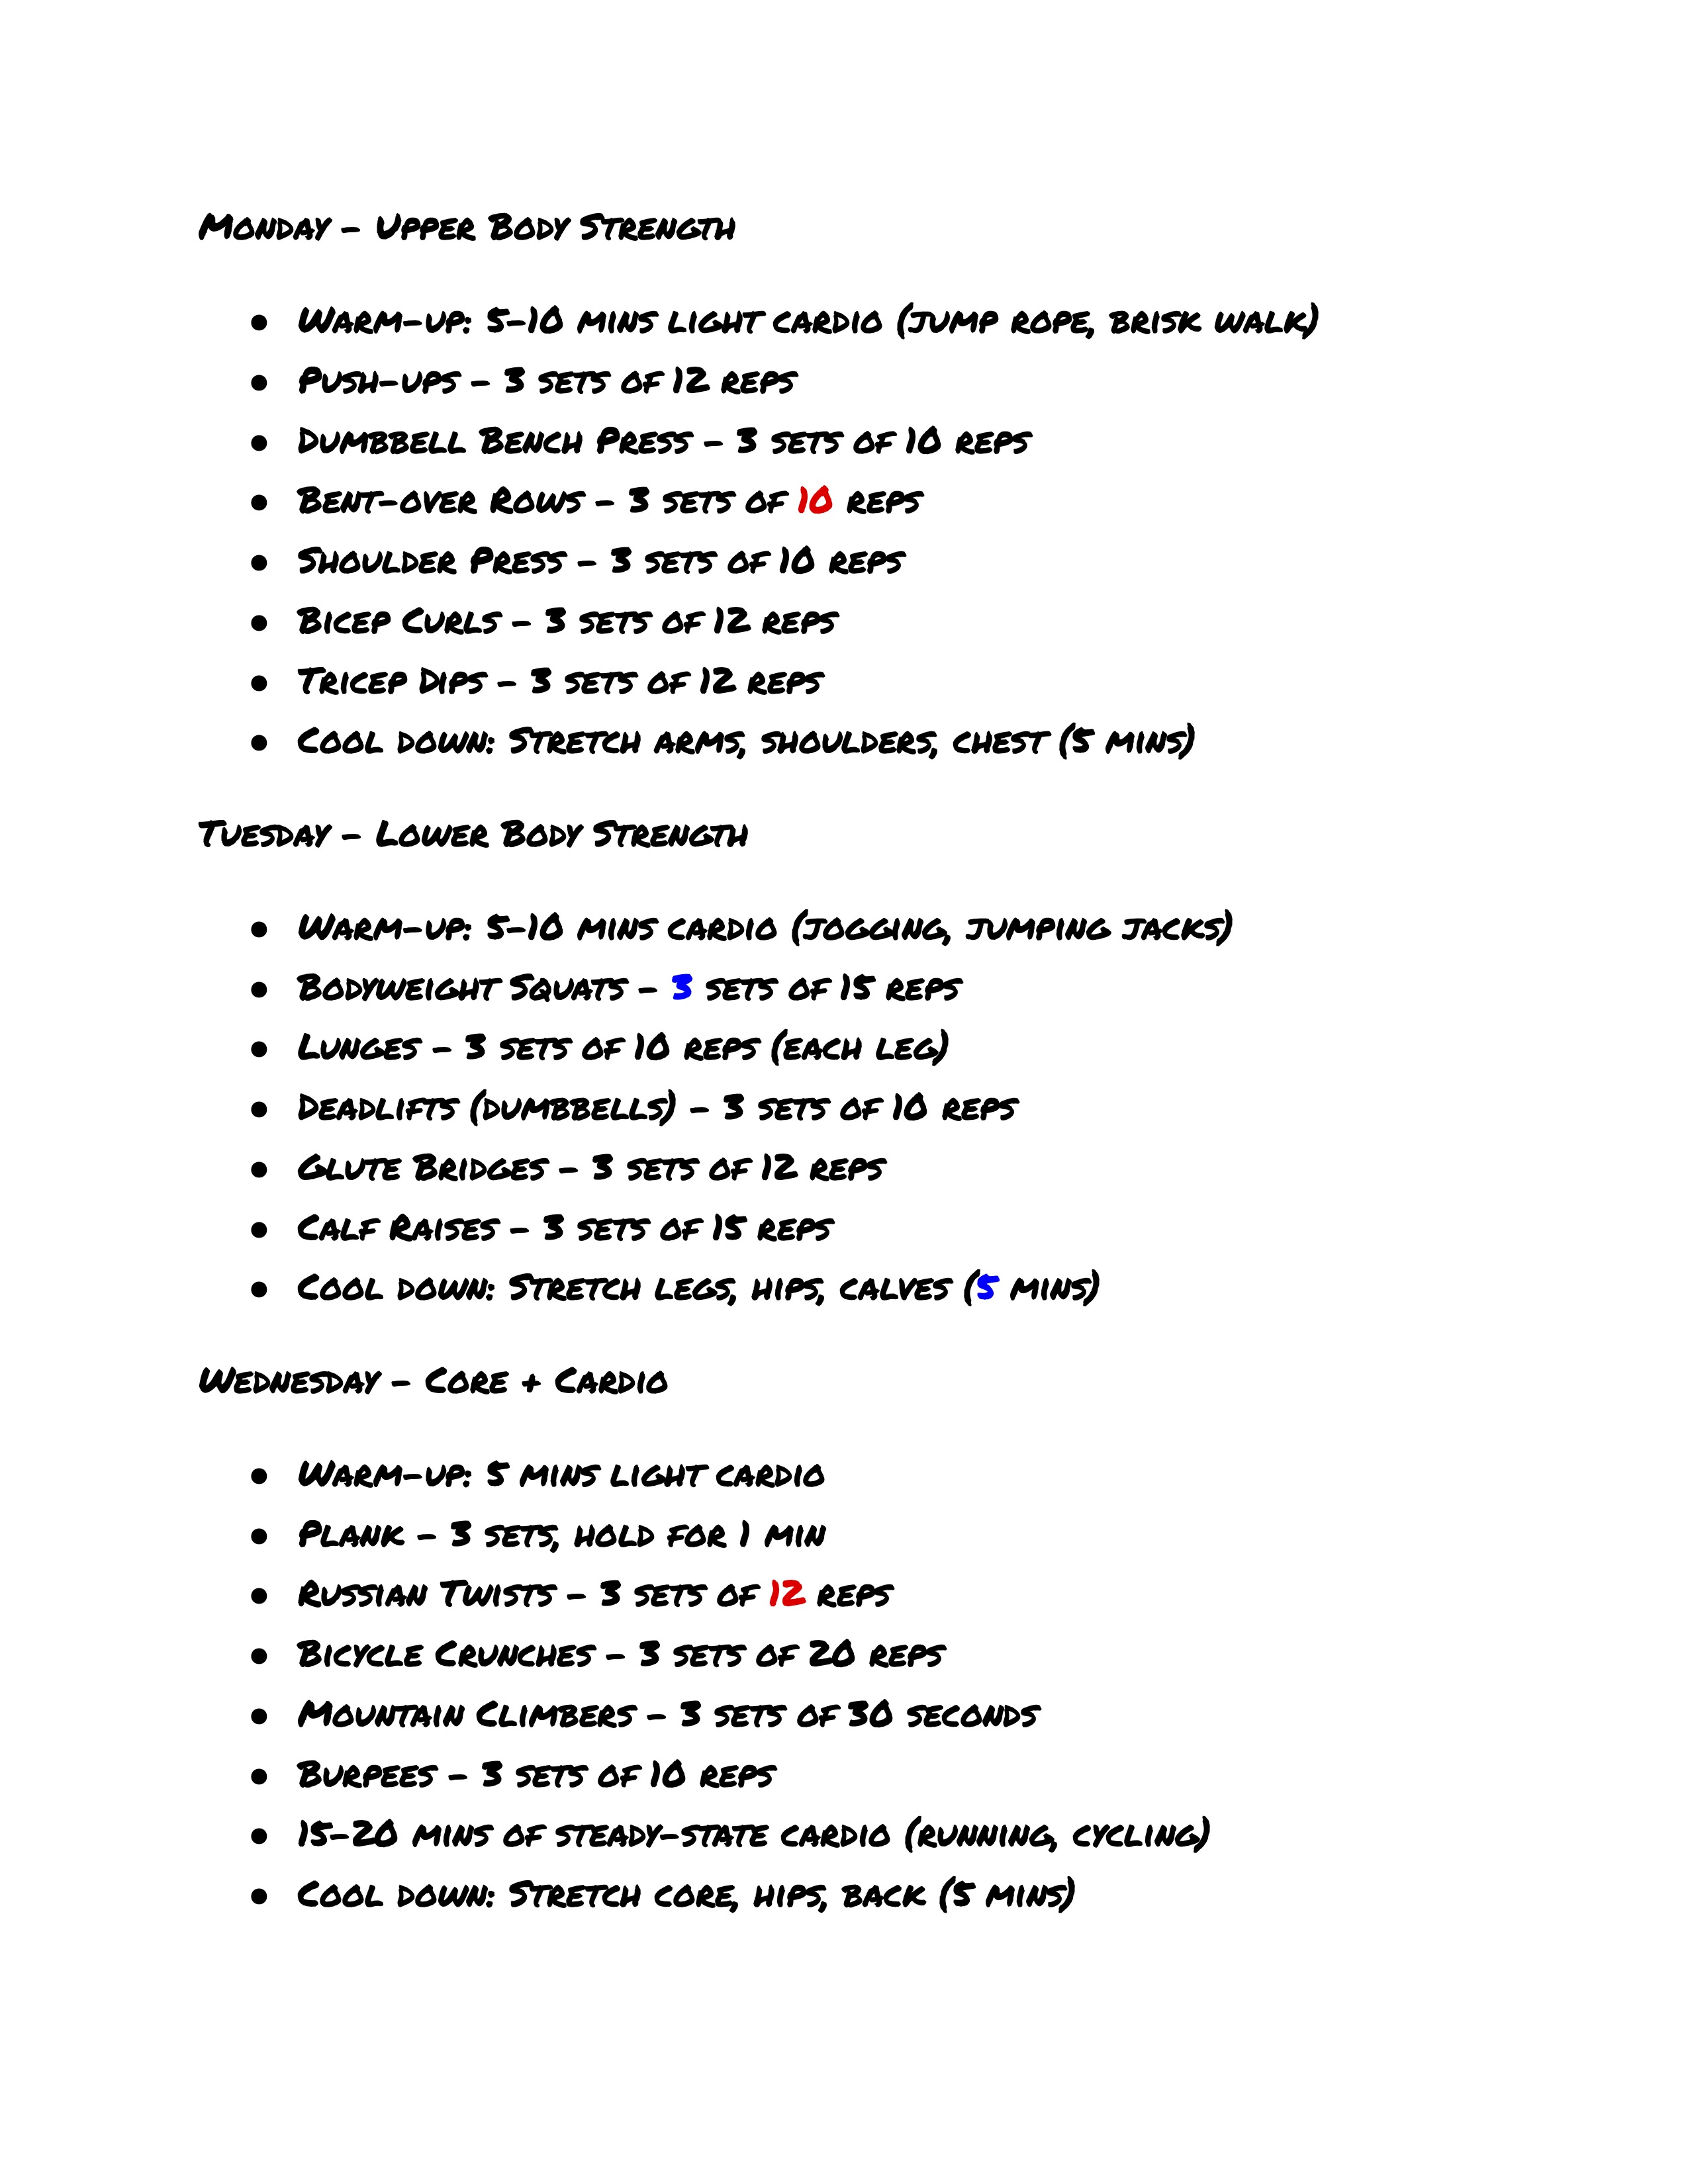 Monday – Upper Body Strength
● Warm-up: 5–10 mins light cardio (jump rope, brisk walk)
● Push-ups – 3 sets of 12 reps
● Dumbbell Bench Press – 3 sets of 10 reps
● Bent-over Rows – 3 sets of 10 reps
● Shoulder Press – 3 sets of 10 reps
● Bicep Curls – 3 sets of 12 reps
● Tricep Dips – 3 sets of 12 reps
● Cool down: Stretch arms, shoulders, chest (5 mins)
Tuesday – Lower Body Strength
● Warm-up: 5–10 mins cardio (jogging, jumping jacks)
● Bodyweight Squats – 3 sets of 15 reps
● Lunges – 3 sets of 10 reps (each leg)
● Deadlifts (dumbbells) – 3 sets of 10 reps
● Glute Bridges – 3 sets of 12 reps
● Calf Raises – 3 sets of 15 reps
● Cool down: Stretch legs, hips, calves (5 mins)
Wednesday – Core + Cardio
● Warm-up: 5 mins light cardio
● Plank – 3 sets, hold for 1 min
● Russian Twists – 3 sets of 12 reps
● Bicycle Crunches – 3 sets of 20 reps
● Mountain Climbers – 3 sets of 30 seconds
● Burpees – 3 sets of 10 reps
● 15–20 mins of steady-state cardio (running, cycling)
● Cool down: Stretch core, hips, back (5 mins)